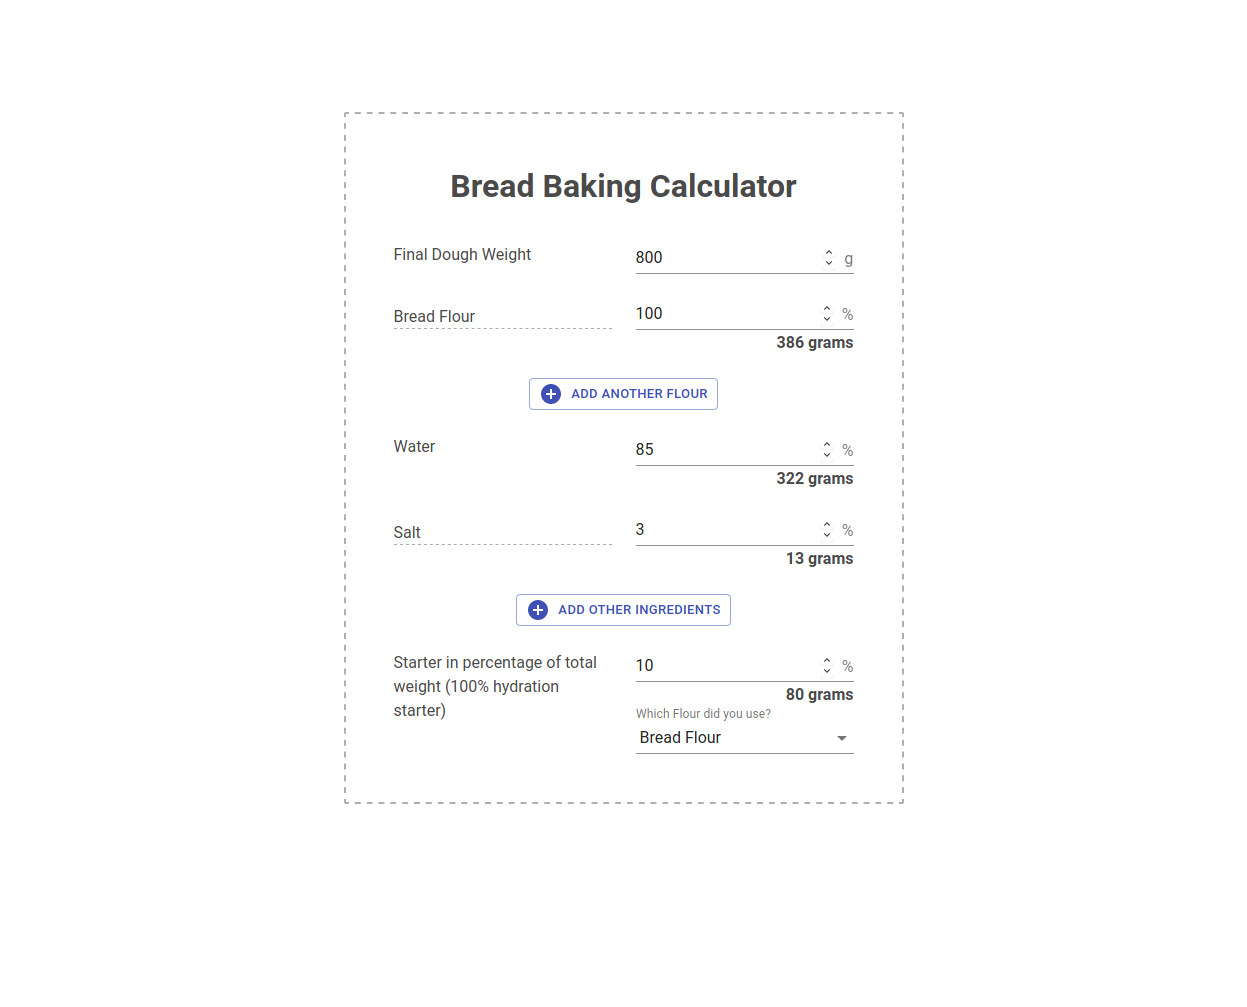 Bread Baking Calculator
Final Dough Weight
800
g
Bread Flour
100
%
386 grams
ADD ANOTHER FLOUR
Water
85
%
322 grams
Salt
3
%
13 grams
ADD OTHER INGREDIENTS
Starter in percentage of total
weight (100% hydration
starter)
10
%
80 grams
Which Flour did you use?
Bread Flour